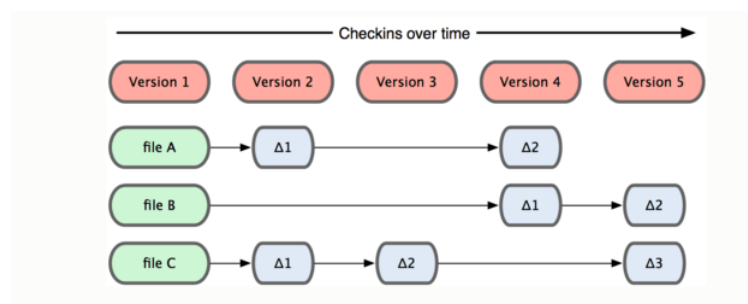 Checkins over time
Version 1 Version 2 Version 3 Version 4 Version 5
file A Δ1 Δ2
file B Δ1 Δ2
file C Δ1 Δ2 Δ3